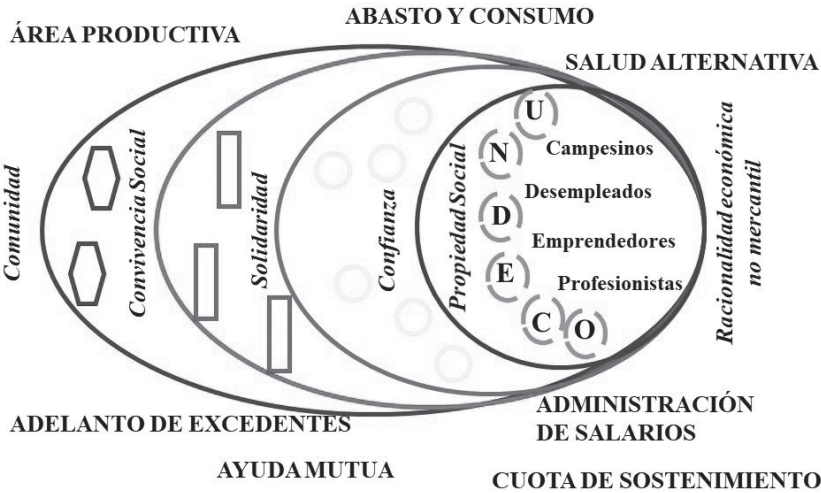 ABASTO Y CONSUMO
ÁREA PRODUCTIVA
SALUD ALTERNATIVA
Comunidad
Convivencia Social
Solidaridad
Confianza
Propiedad Social
U
N
D
E
C
O
Campesinos
Desempleados
Emprendedores
Profesionistas
Racionalidad económica
no mercantil
ADELANTO DE EXCEDENTES
ADMINISTRACIÓN
DE SALARIOS
AYUDA MUTUA
CUOTA DE SOSTENIMIENTO